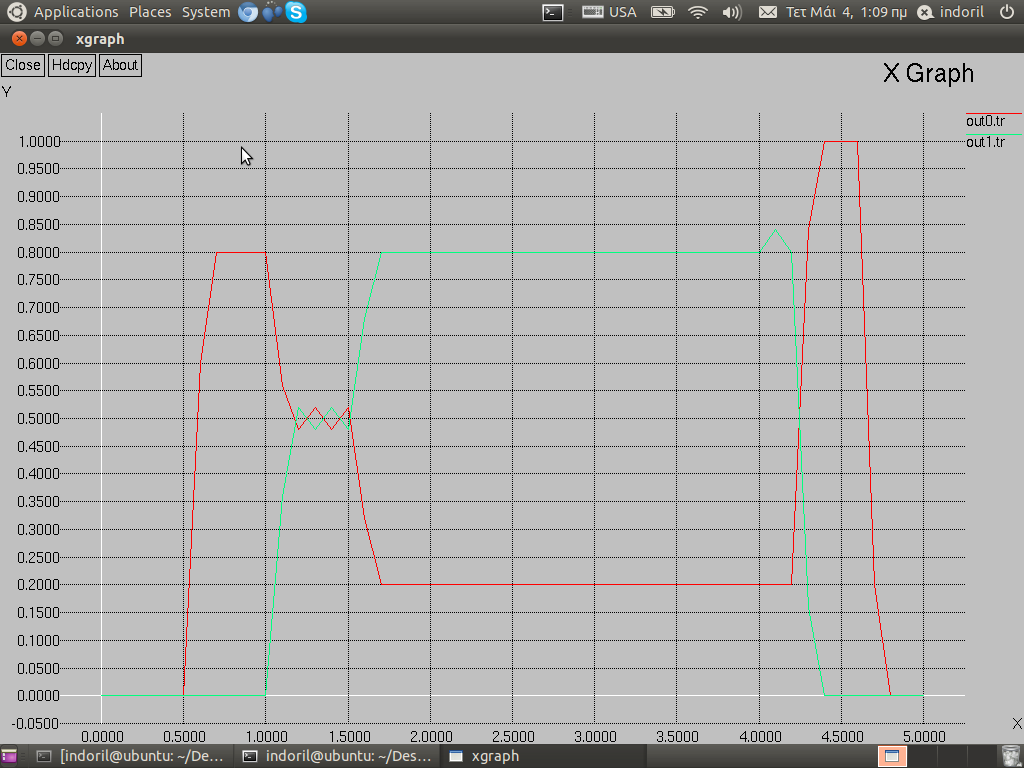 Applications Places System USA Τετ Μάι 4, 1:09 πμ indoril
xgraph
Close Hdcpy About
X Graph
Y
out0.tr
out1.tr
1.0000
0.9500
0.9000
0.8500
0.8000
0.7500
0.7000
0.6500
0.6000
0.5500
0.5000
0.4500
0.4000
0.3500
0.3000
0.2500
0.2000
0.1500
0.1000
0.0500
0.0000
-0.0500
X
0.0000 0.5000 1.0000 1.5000 2.0000 2.5000 3.0000 3.5000 4.0000 4.5000 5.0000
[indoril@ubuntu: ~/De... indoril@ubuntu: ~/Des... xgraph